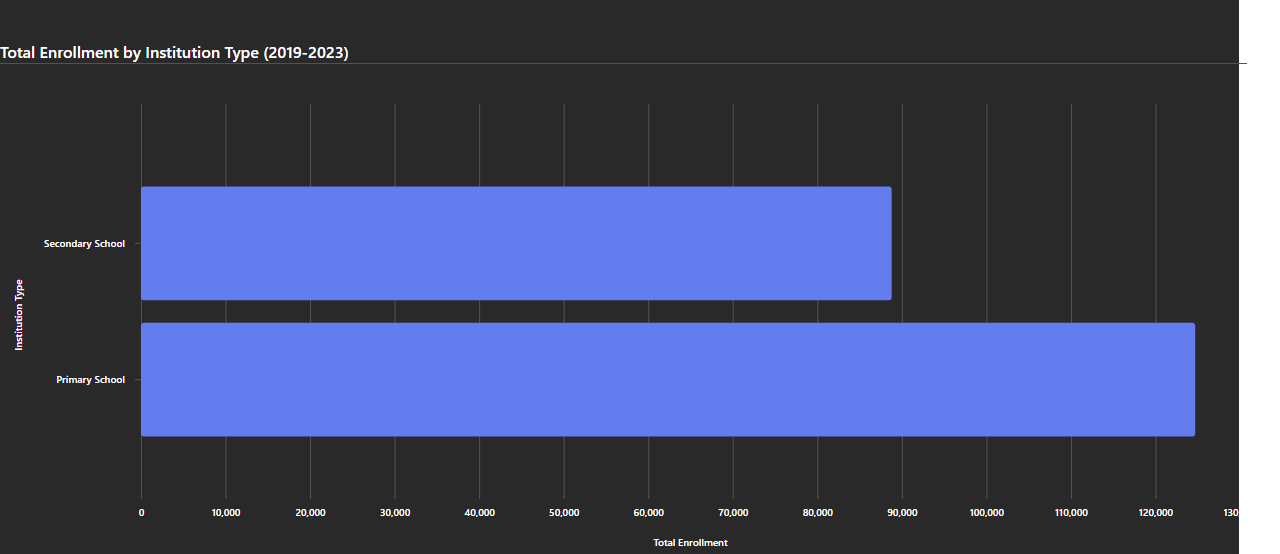 Total Enrollment by Institution Type (2019-2023)
Secondary School
Institution Type
Primary School
0 10,000 20,000 30,000 40,000 50,000 60,000 70,000 80,000 90,000 100,000 110,000 120,000 130,
Total Enrollment